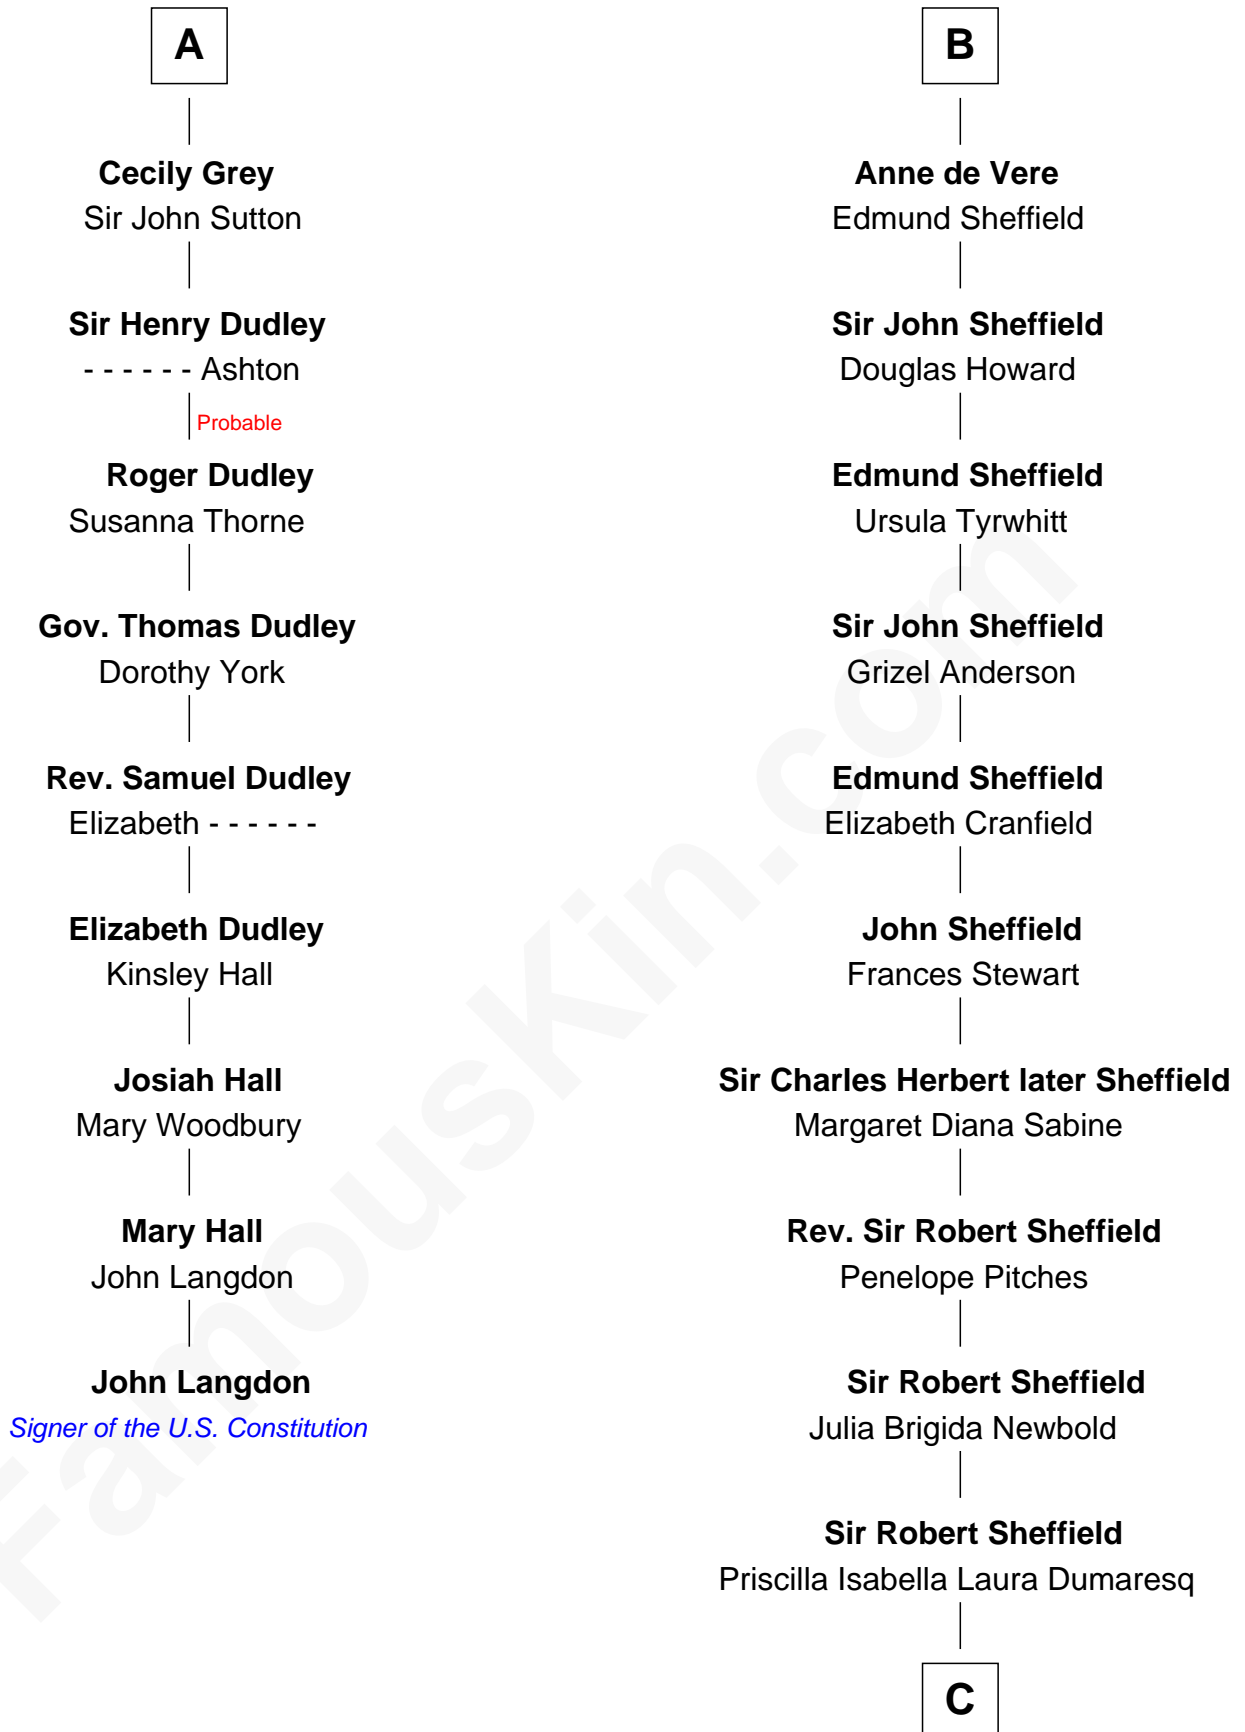 A
Cecily Grey
Sir John Sutton
Sir Henry Dudley
- - - - - - Ashton
Probable
Roger Dudley
Susanna Thorne
Gov. Thomas Dudley
Dorothy York
Rev. Samuel Dudley
Elizabeth - - - - - -
Elizabeth Dudley
Kinsley Hall
Josiah Hall
Mary Woodbury
Mary Hall
John Langdon
John Langdon
Signer of the U.S. Constitution
B
Anne de Vere
Edmund Sheffield
Sir John Sheffield
Douglas Howard
Edmund Sheffield
Ursula Tyrwhitt
Sir John Sheffield
Grizel Anderson
Edmund Sheffield
Elizabeth Cranfield
John Sheffield
Frances Stewart
Sir Charles Herbert later Sheffield
Margaret Diana Sabine
Rev. Sir Robert Sheffield
Penelope Pitches
Sir Robert Sheffield
Julia Brigida Newbold
Sir Robert Sheffield
Priscilla Isabella Laura Dumaresq
C
FamousKin.com